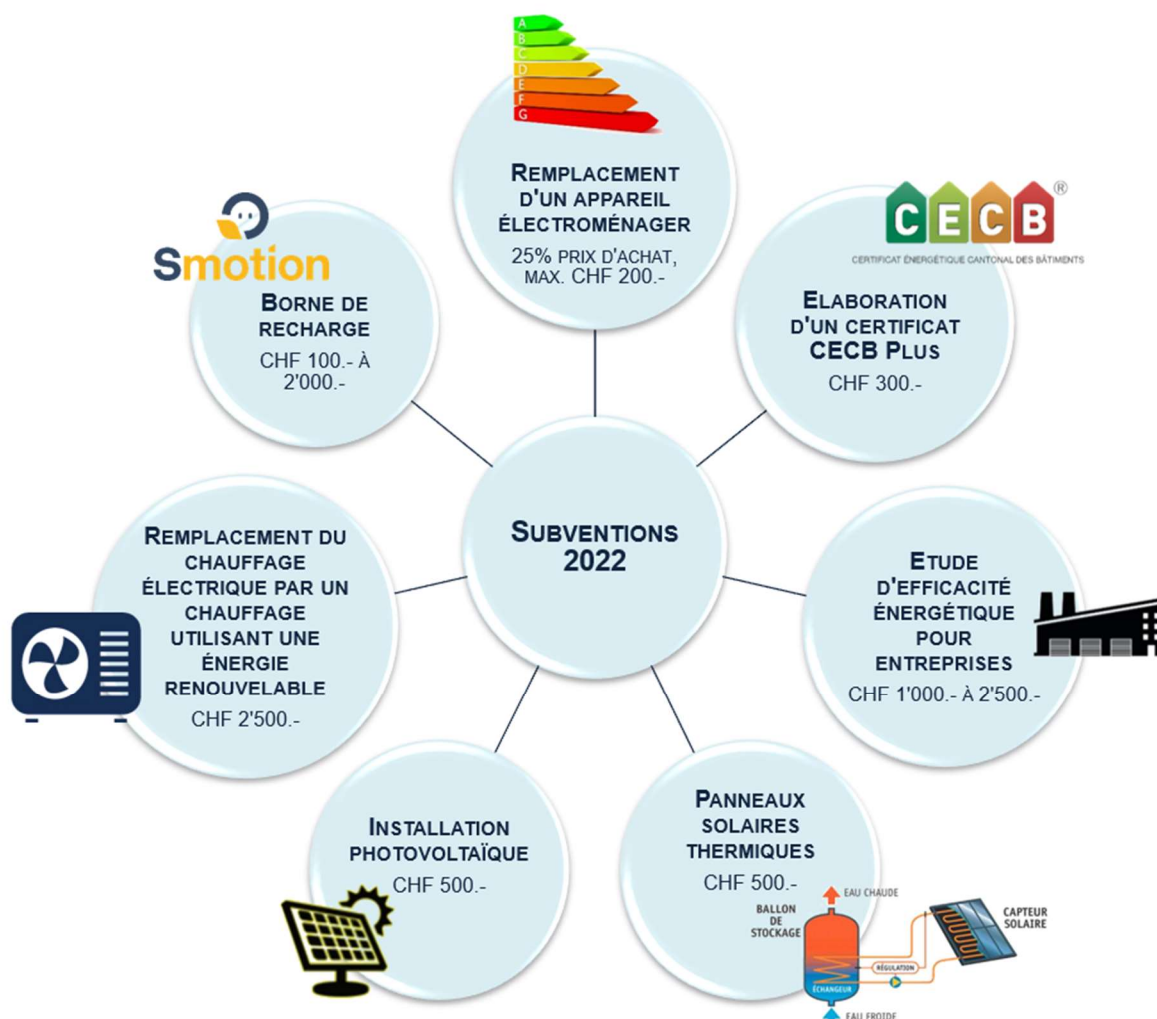 A
B
C
D
E
F
G
REMPLACEMENT
D'UN APPAREIL
ÉLECTROMÉNAGER
25% PRIX D'ACHAT,
MAX. CHF 200.-
CECB®
CERTIFICAT ÉNERGÉTIQUE CANTONAL DES BÂTIMENTS
ELABORATION
D'UN CERTIFICAT
CECB PLUS
CHF 300.-
Smotion
BORNE DE
RECHARGE
CHF 100.- À
2'000.-
SUBVENTIONS
2022
REMPLACEMENT DU
CHAUFFAGE
ÉLECTRIQUE PAR UN
CHAUFFAGE
UTILISANT UNE
ÉNERGIE
RENOUVELABLE
CHF 2'500.-
ETUDE
D'EFFICACITÉ
ÉNERGÉTIQUE
POUR
ENTREPRISES
CHF 1'000.- À 2'500.-
INSTALLATION
PHOTOVOLTAÏQUE
CHF 500.-
PANNEAUX
SOLAIRES
THERMIQUES
CHF 500.-
EAU CHAUDE
BALLON
DE
STOCKAGE
CAPTEUR
SOLAIRE
RÉGULATION
ÉCHANGEUR
EAU FROIDE